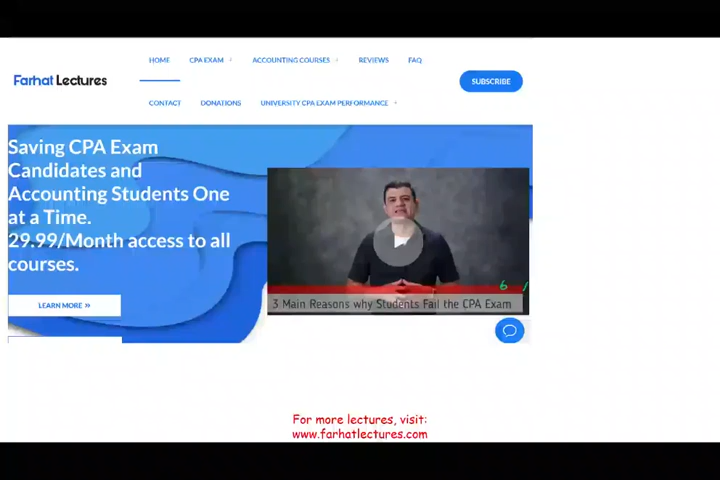 HOME CPA EXAM ACCOUNTING COURSES REVIEWS FAQ
Farhat Lectures
SUBSCRIBE
CONTACT DONATIONS UNIVERSITY CPA EXAM PERFORMANCE
Saving CPA Exam
Candidates and
Accounting Students One
at a Time.
29.99/Month access to all
courses.
LEARN MORE »
6
3 Main Reasons why Students Fail the CPA Exam
For more lectures, visit:
www.farhatlectures.com